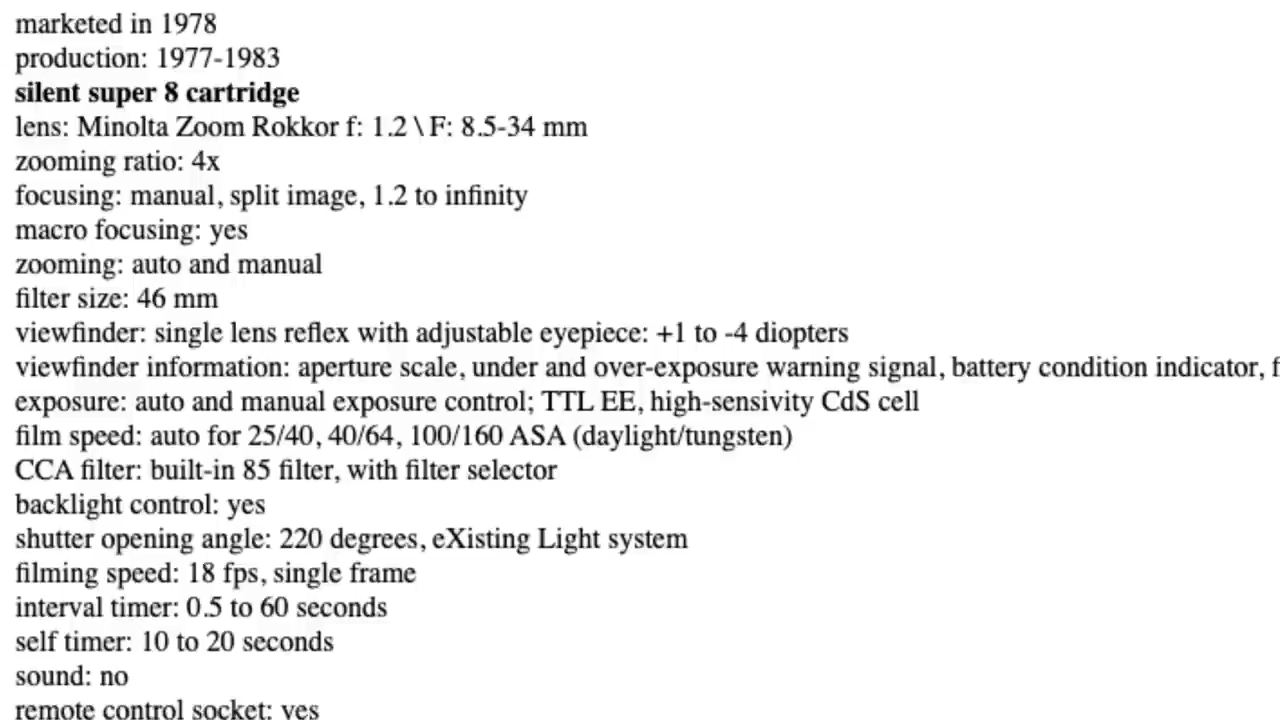 marketed in 1978
production: 1977-1983
silent super 8 cartridge
lens: Minolta Zoom Rokkor f: 1.2 \ F: 8.5-34 mm
zooming ratio: 4x
focusing: manual, split image, 1.2 to infinity
macro focusing: yes
zooming: auto and manual
filter size: 46 mm
viewfinder: single lens reflex with adjustable eyepiece: +1 to -4 diopters
viewfinder information: aperture scale, under and over-exposure warning signal, battery condition indicator,
exposure: auto and manual exposure control; TTL EE, high-sensivity CdS cell
film speed: auto for 25/40, 40/64, 100/160 ASA (daylight/tungsten)
CCA filter: built-in 85 filter, with filter selector
backlight control: yes
shutter opening angle: 220 degrees, eXisting Light system
filming speed: 18 fps, single frame
interval timer: 0.5 to 60 seconds
self timer: 10 to 20 seconds
sound: no
remote control socket: yes